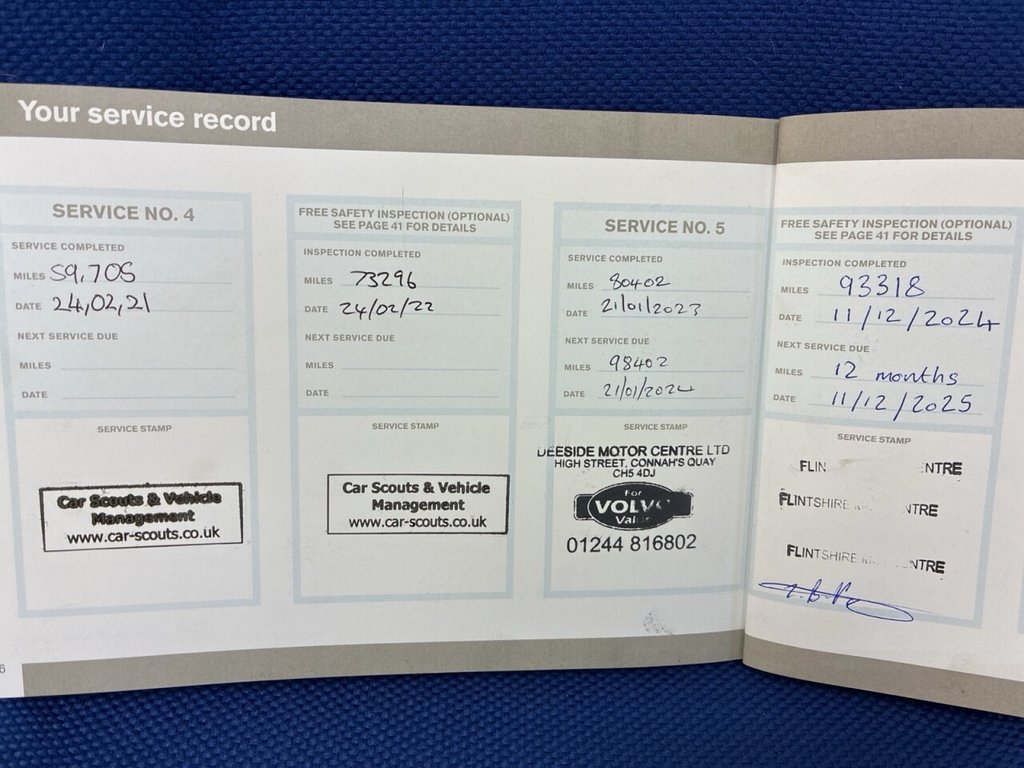 Your service record
SERVICE NO. 4
SERVICE COMPLETED
MILES 59,705
DATE 24,02,21
NEXT SERVICE DUE
MILES
DATE
SERVICE STAMP
Car Scouts & Vehicle
Management
www.car-scouts.co.uk
FREE SAFETY INSPECTION (OPTIONAL)
SEE PAGE 41 FOR DETAILS
INSPECTION COMPLETED
MILES 73296
DATE 24/02/22
NEXT SERVICE DUE
MILES
DATE
SERVICE STAMP
Car Scouts & Vehicle
Management
www.car-scouts.co.uk
SERVICE NO. 5
SERVICE COMPLETED
MILES 80402
DATE 21/01/2023
NEXT SERVICE DUE
MILES 98402
DATE 21/01/2024
SERVICE STAMP
DEESIDE MOTOR CENTRE LTD
HIGH STREET, CONNAH'S QUAY
CH5 4DJ
For
VOLVO
Value
01244 816802
FREE SAFETY INSPECTION (OPTIONAL)
SEE PAGE 41 FOR DETAILS
INSPECTION COMPLETED
MILES 93318
DATE 11/12/2024
NEXT SERVICE DUE
MILES 12 months
DATE 11/12/2025
SERVICE STAMP
FLIN NTRE
FLINTSHIRE NTRE
FLINTSHIRE NTRE
6